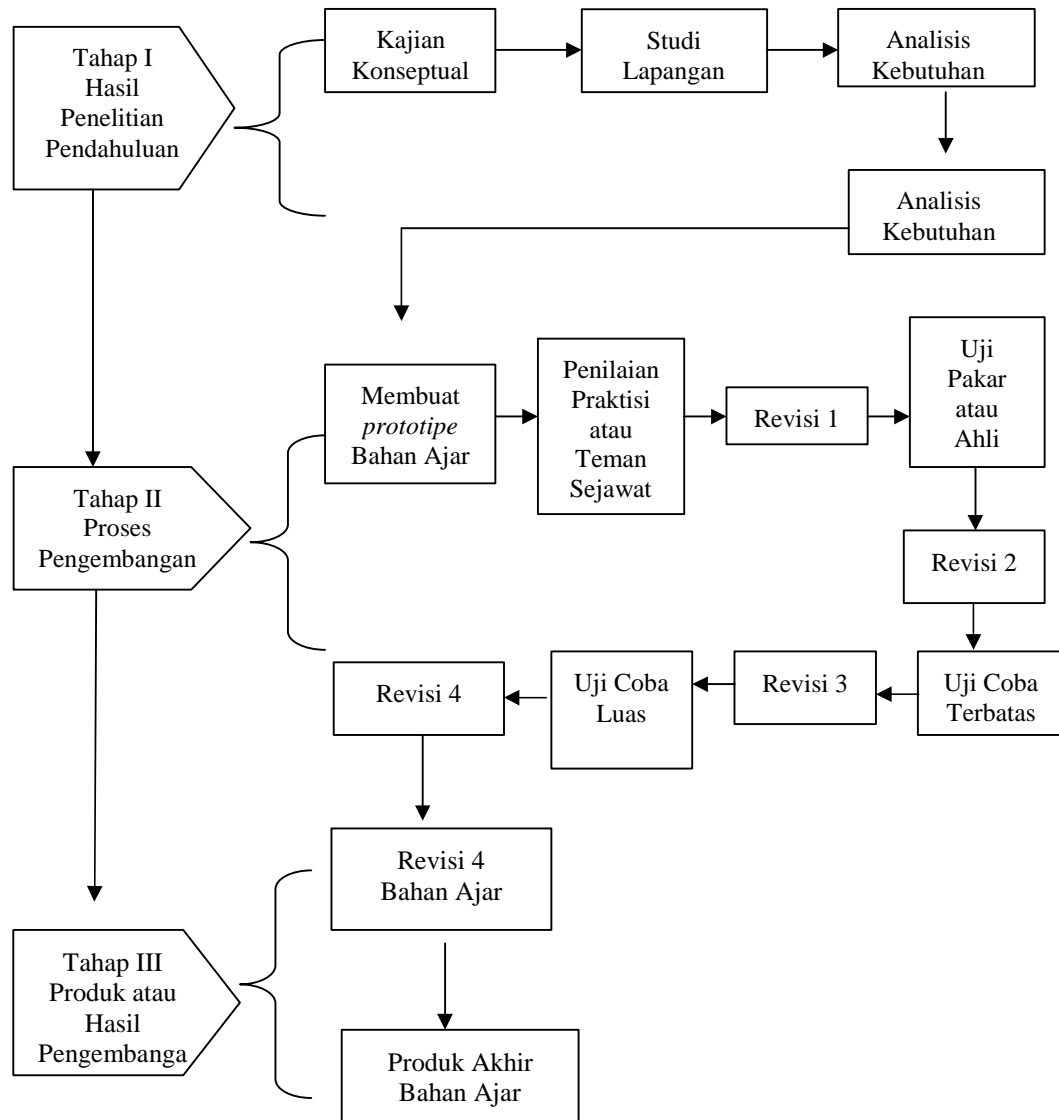 Tahap I
Hasil
Penelitian
Pendahuluan
Kajian
Konseptual
Studi
Lapangan
Analisis
Kebutuhan
Analisis
Kebutuhan
Tahap II
Proses
Pengembangan
Membuat
prototipe
Bahan Ajar
Penilaian
Praktisi
atau
Teman
Sejawat
Revisi 1
Uji
Pakar
atau
Ahli
Revisi 2
Uji Coba
Terbatas
Revisi 3
Uji Coba
Luas
Revisi 4
Tahap III
Produk atau
Hasil
Pengembanga
Revisi 4
Bahan Ajar
Produk Akhir
Bahan Ajar